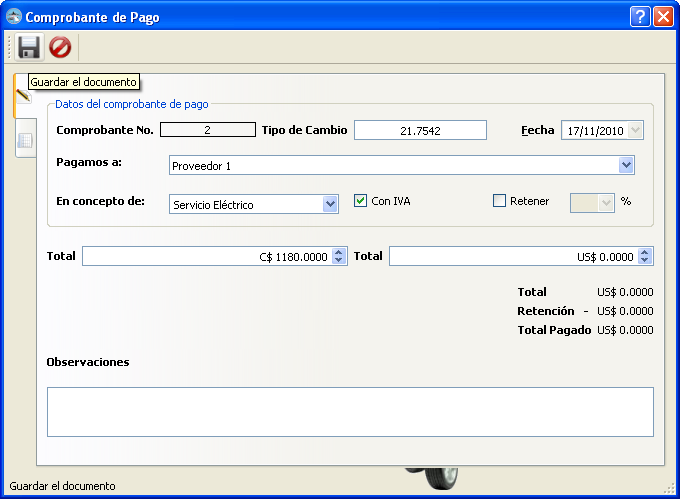 Comprobante de Pago
Guardar el documento
Datos del comprobante de pago
Comprobante No. 2 Tipo de Cambio 21.7542 Fecha 17/11/2010
Pagamos a: Proveedor 1
En concepto de: Servicio Eléctrico Con IVA Retener %
Total C$ 1180.0000 Total US$ 0.0000
Total US$ 0.0000
Retención - US$ 0.0000
Total Pagado US$ 0.0000
Observaciones
Guardar el documento